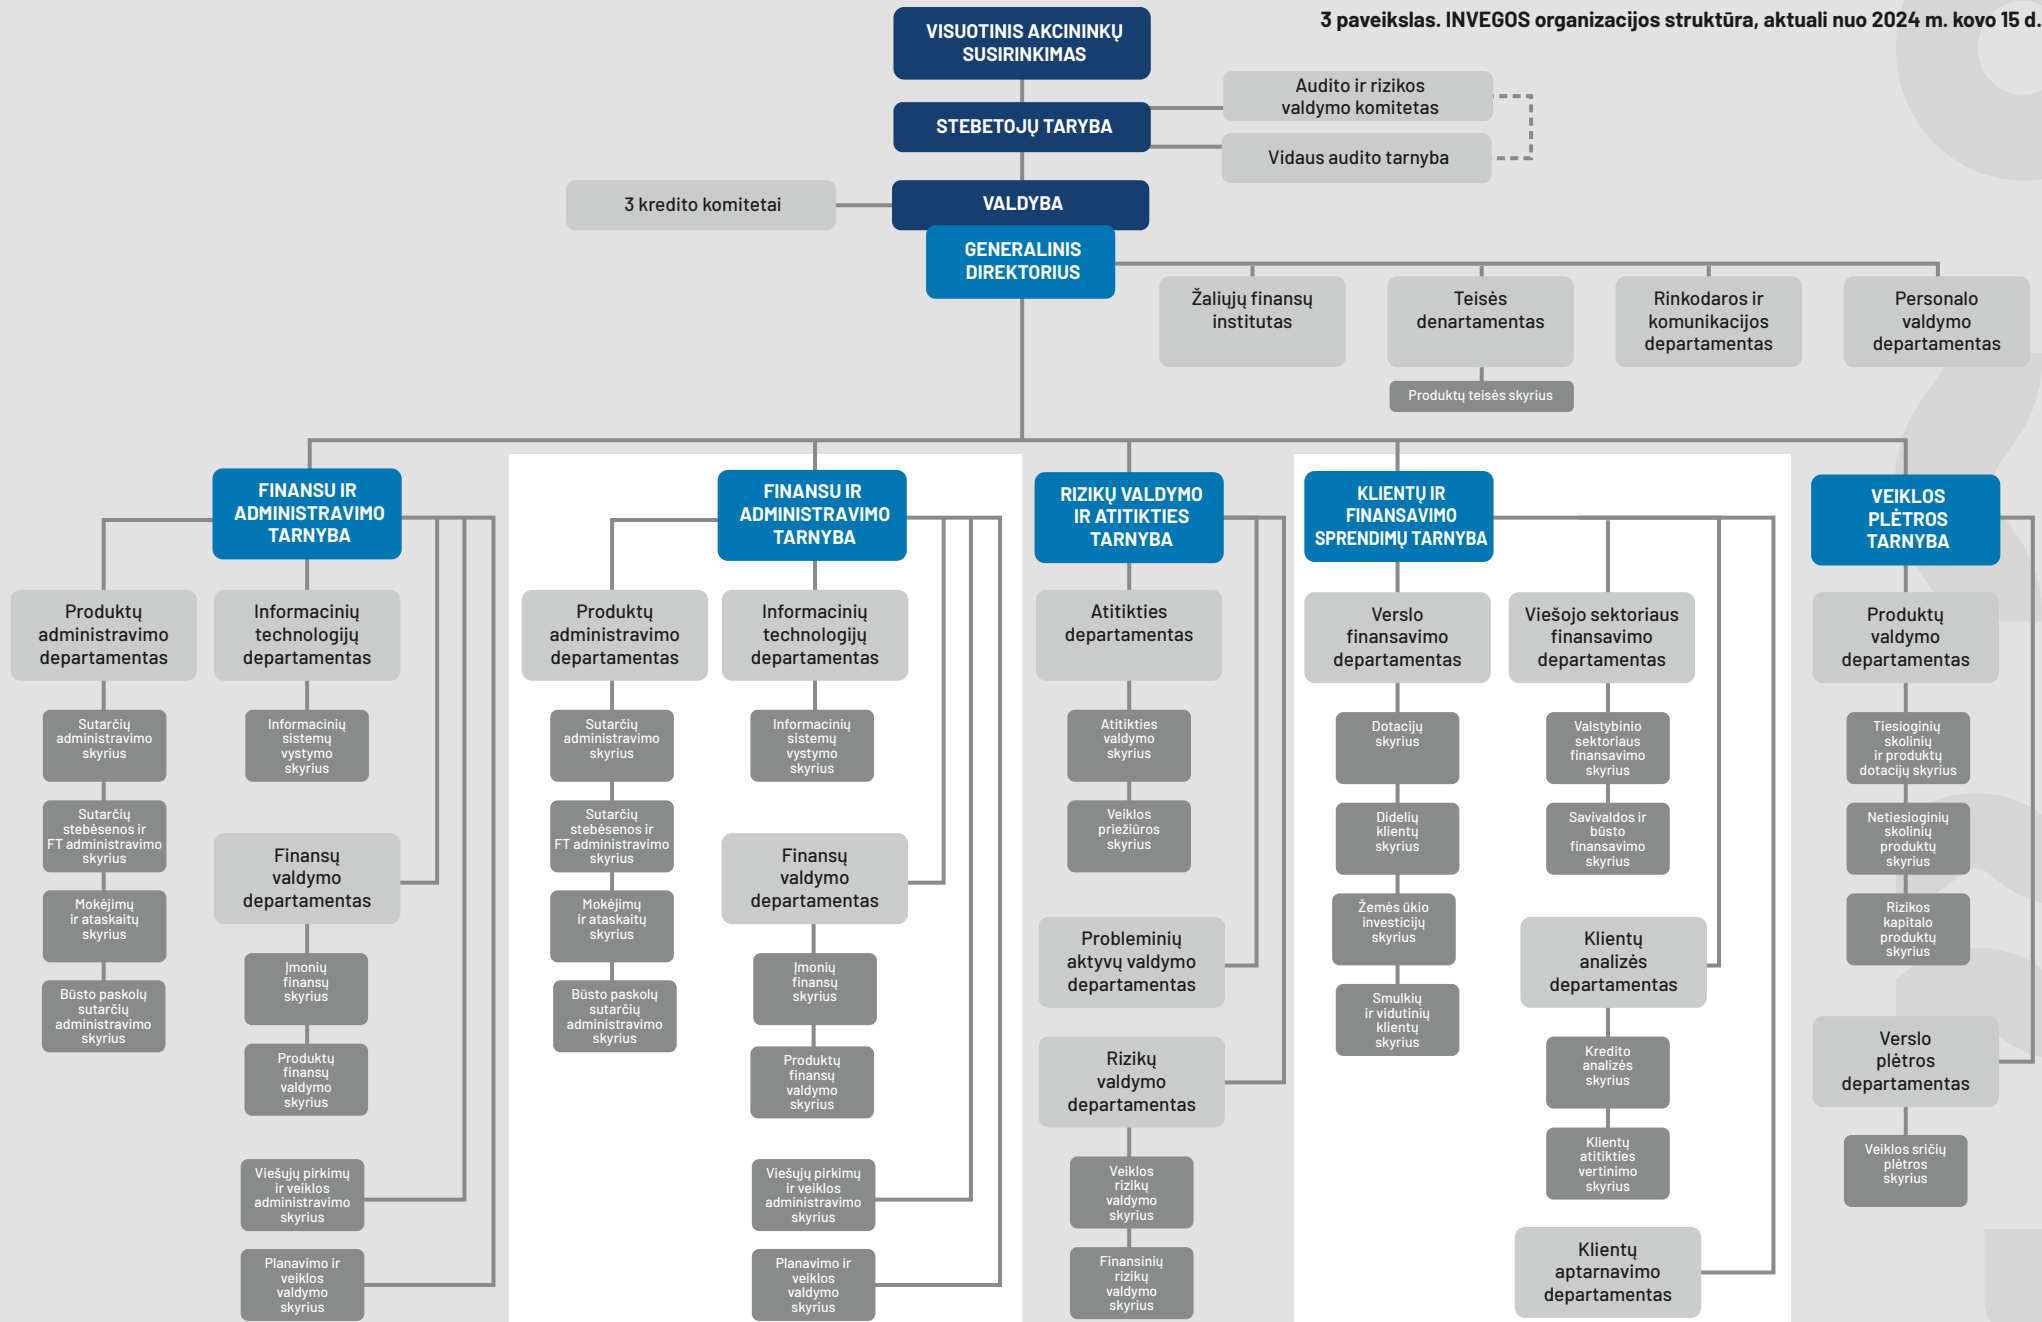 3 paveikslas. INVEGOS organizacijos struktūra, aktuali nuo 2024 m. kovo 15 d.
VISUOTINIS AKCININKŲ
SUSIRINKIMAS
Audito ir rizikos
valdymo komitetas
STEBETOJŲ TARYBA
Vidaus audito tarnyba
3 kredito komitetai
VALDYBA
GENERALINIS
DIREKTORIUS
Žaliųjų finansų
institutas
Teisės
denartamentas
Rinkodaros ir
komunikacijos
departamentas
Personalo
valdymo
departamentas
Produktų teisės skyrius
FINANSU IR
ADMINISTRAVIMO
TARNYBA
Produktų
administravimo
departamentas
Informacinių
technologijų
departamentas
Sutarčių
administravimo
skyrius
Informacinių
sistemų
vystymo
skyrius
Sutarčių
stebėsenos ir
FT administravimo
skyrius
Finansų
valdymo
departamentas
Mokėjimų
ir ataskaitų
skyrius
Įmonių
finansų
skyrius
Būsto paskolų
sutarčių
administravimo
skyrius
Produktų
finansų
valdymo
skyrius
Viešųjų pirkimų
ir veiklos
administravimo
skyrius
Planavimo ir
veiklos
valdymo
skyrius
FINANSU IR
ADMINISTRAVIMO
TARNYBA
Produktų
administravimo
departamentas
Informacinių
technologijų
departamentas
Sutarčių
administravimo
skyrius
Informacinių
sistemų
vystymo
skyrius
Sutarčių
stebėsenos ir
FT administravimo
skyrius
Finansų
valdymo
departamentas
Mokėjimų
ir ataskaitų
skyrius
Įmonių
finansų
skyrius
Būsto paskolų
sutarčių
administravimo
skyrius
Produktų
finansų
valdymo
skyrius
Viešųjų pirkimų
ir veiklos
administravimo
skyrius
Planavimo ir
veiklos
valdymo
skyrius
RIZIKŲ VALDYMO
IR ATITIKTIES
TARNYBA
Atitikties
departamentas
Atitikties
valdymo
skyrius
Veiklos
priežiūros
skyrius
Probleminių
aktyvų valdymo
departamentas
Rizikų
valdymo
departamentas
Veiklos
rizikų
valdymo
skyrius
Finansinių
rizikų
valdymo
skyrius
KLIENTŲ IR
FINANSAVIMO
SPRENDIMŲ TARNYBA
Verslo
finansavimo
departamentas
Viešojo sektoriaus
finansavimo
departamentas
Dotacijų
skyrius
Valstybinio
sektoriaus
finansavimo
skyrius
Didelių
klientų
skyrius
Savivaldos ir
būsto
finansavimo
skyrius
Žemės ūkio
investicijų
skyrius
Klientų
analizės
departamentas
Smulkių
ir vidutinių
klientų
skyrius
Kredito
analizės
skyrius
Klientų
atitikties
vertinimo
skyrius
Klientų
aptarnavimo
departamentas
VEIKLOS
PLĖTROS
TARNYBA
Produktų
valdymo
departamentas
Tiesioginių
skolinių
ir produktų
dotacijų skyrius
Netiesioginių
skolinių
produktų
skyrius
Rizikos
kapitalo
produktų
skyrius
Verslo
plėtros
departamentas
Veiklos sričių
plėtros
skyrius